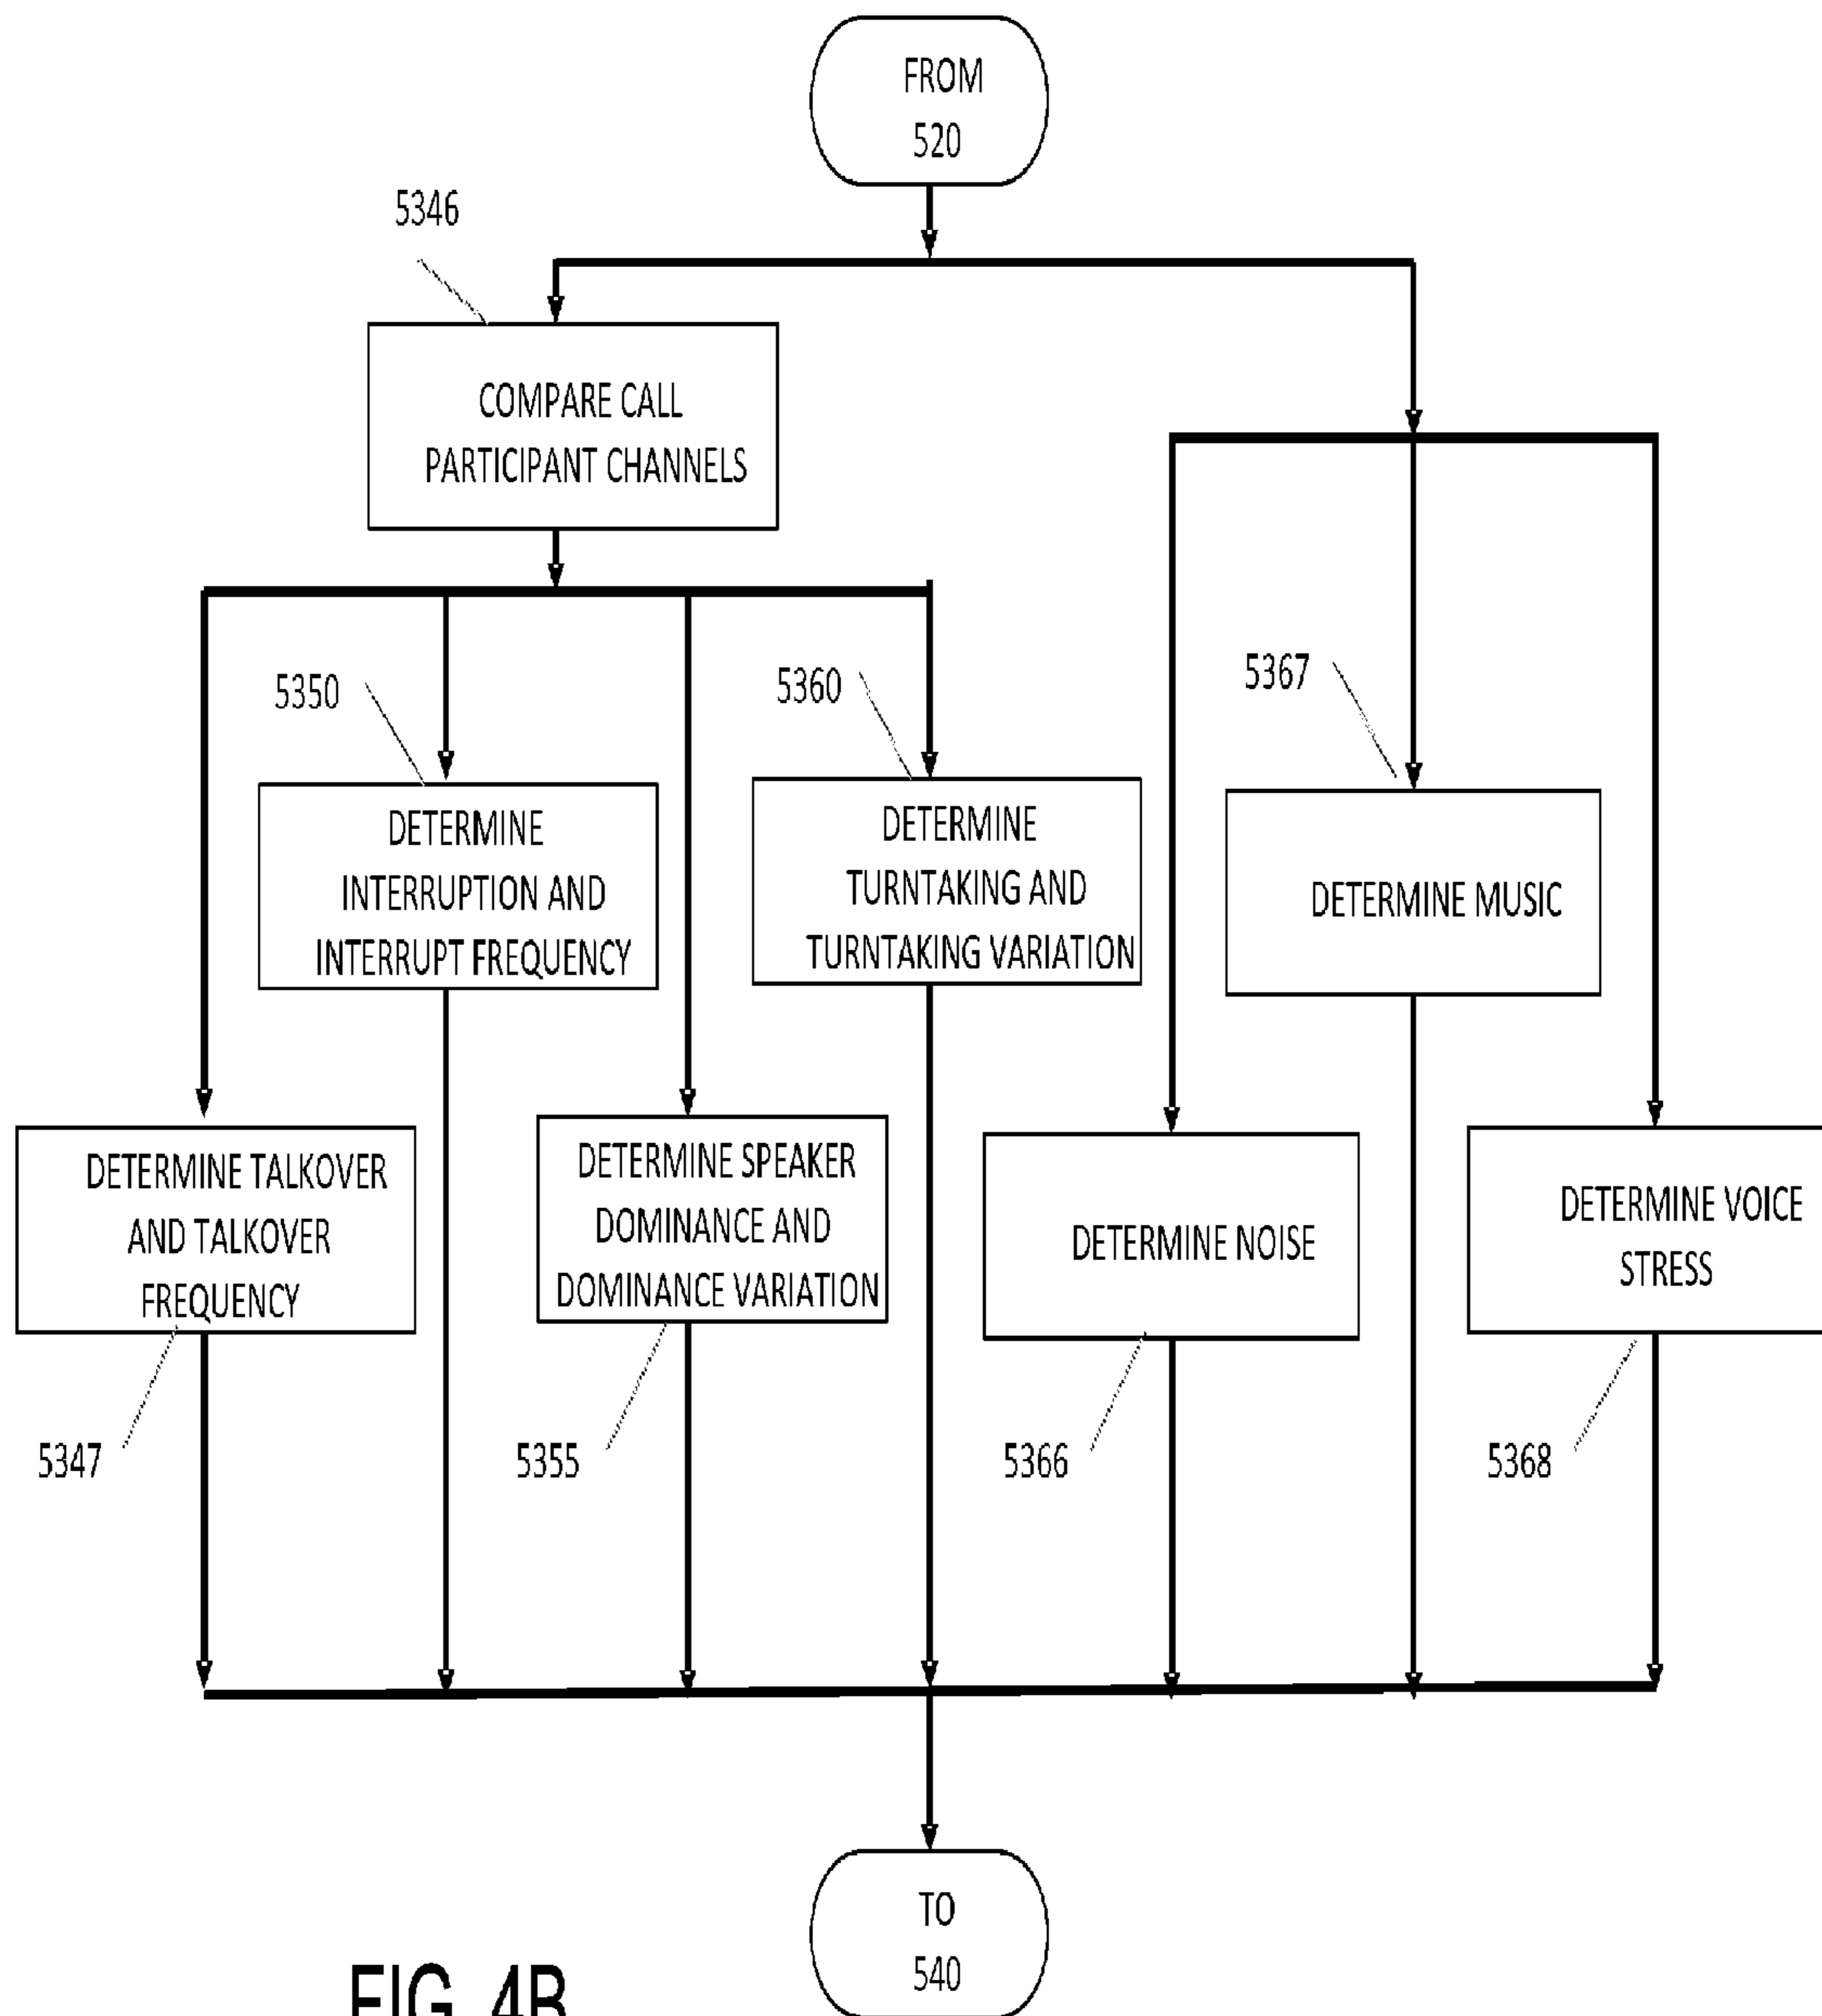 FROM
520
5346
COMPARE CALL
PARTICIPANT CHANNELS
5350
5360
5367
DETERMINE
INTERRUPTION AND
INTERRUPT FREQUENCY
DETERMINE
TURNTAKING AND
TURNTAKING VARIATION
DETERMINE MUSIC
DETERMINE TALKOVER
AND TALKOVER
FREQUENCY
DETERMINE SPEAKER
DOMINANCE AND
DOMINANCE VARIATION
DETERMINE NOISE
DETERMINE VOICE
STRESS
5347
5355
5366
5368
TO
540
FIG. 4B